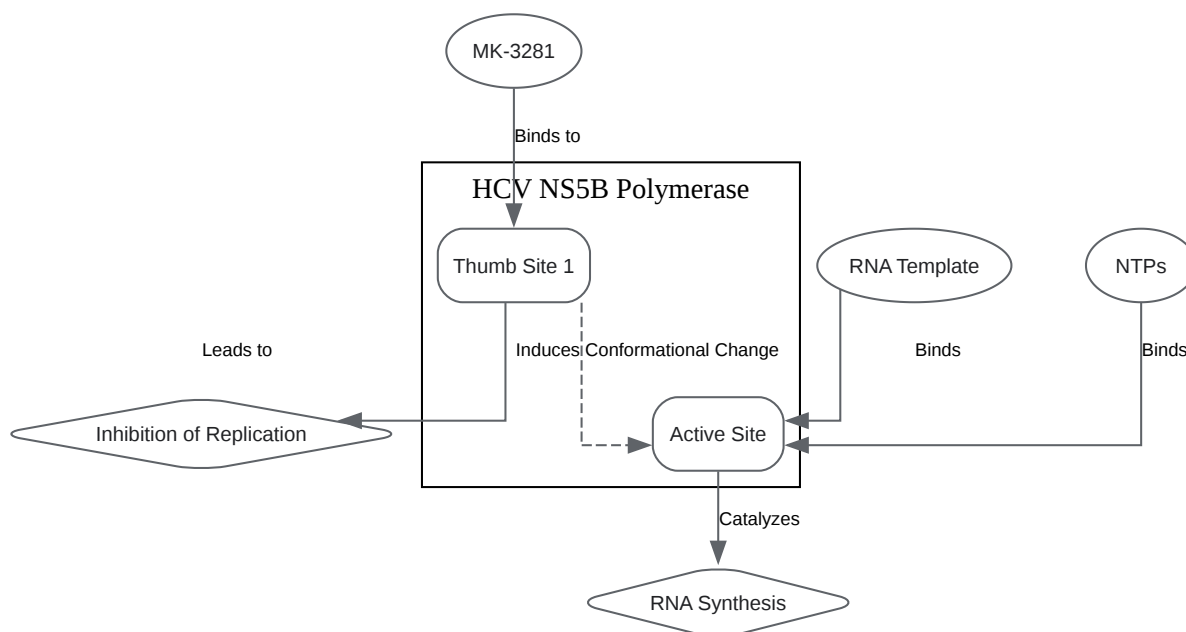 MK-3281
Binds to
HCV NS5B Polymerase
Thumb Site 1
RNA Template
NTPs
Leads to
Induces Conformational Change
Binds
Binds
Inhibition of Replication
Active Site
Catalyzes
RNA Synthesis